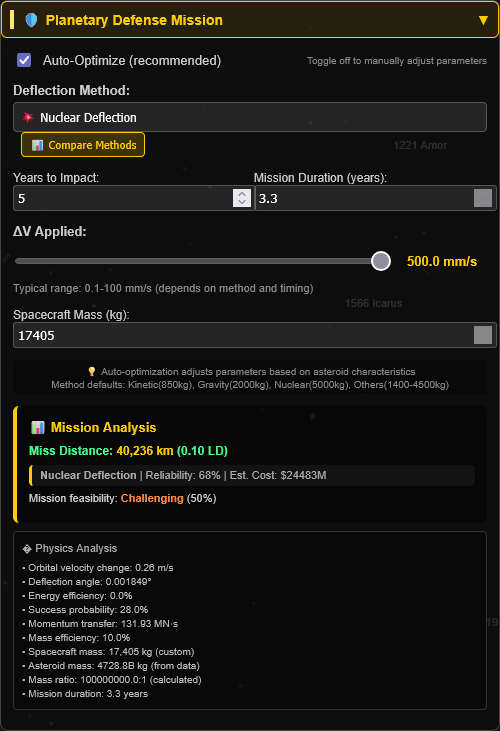 Planetary Defense Mission ▼
Auto-Optimize (recommended) Toggle off to manually adjust parameters
Deflection Method:
Nuclear Deflection
Compare Methods 1221 Amor
Years to Impact: Mission Duration (years):
5 3.3
ΔV Applied:
500.0 mm/s
Typical range: 0.1-100 mm/s (depends on method and timing)
1566 Icarus
Spacecraft Mass (kg):
17405
💡 Auto-optimization adjusts parameters based on asteroid characteristics
Method defaults: Kinetic(850kg), Gravity(2000kg), Nuclear(5000kg), Others(1400-4500kg)
📊 Mission Analysis
Miss Distance: 40,236 km (0.10 LD)
Nuclear Deflection | Reliability: 68% | Est. Cost: $24483M
Mission feasibility: Challenging (50%)
� Physics Analysis
• Orbital velocity change: 0.26 m/s
• Deflection angle: 0.001849°
• Energy efficiency: 0.0%
• Success probability: 28.0%
• Momentum transfer: 131.93 MN·s
19
• Mass efficiency: 10.0%
• Spacecraft mass: 17,405 kg (custom)
• Asteroid mass: 4728.8B kg (from data)
• Mass ratio: 100000000.0:1 (calculated)
• Mission duration: 3.3 years